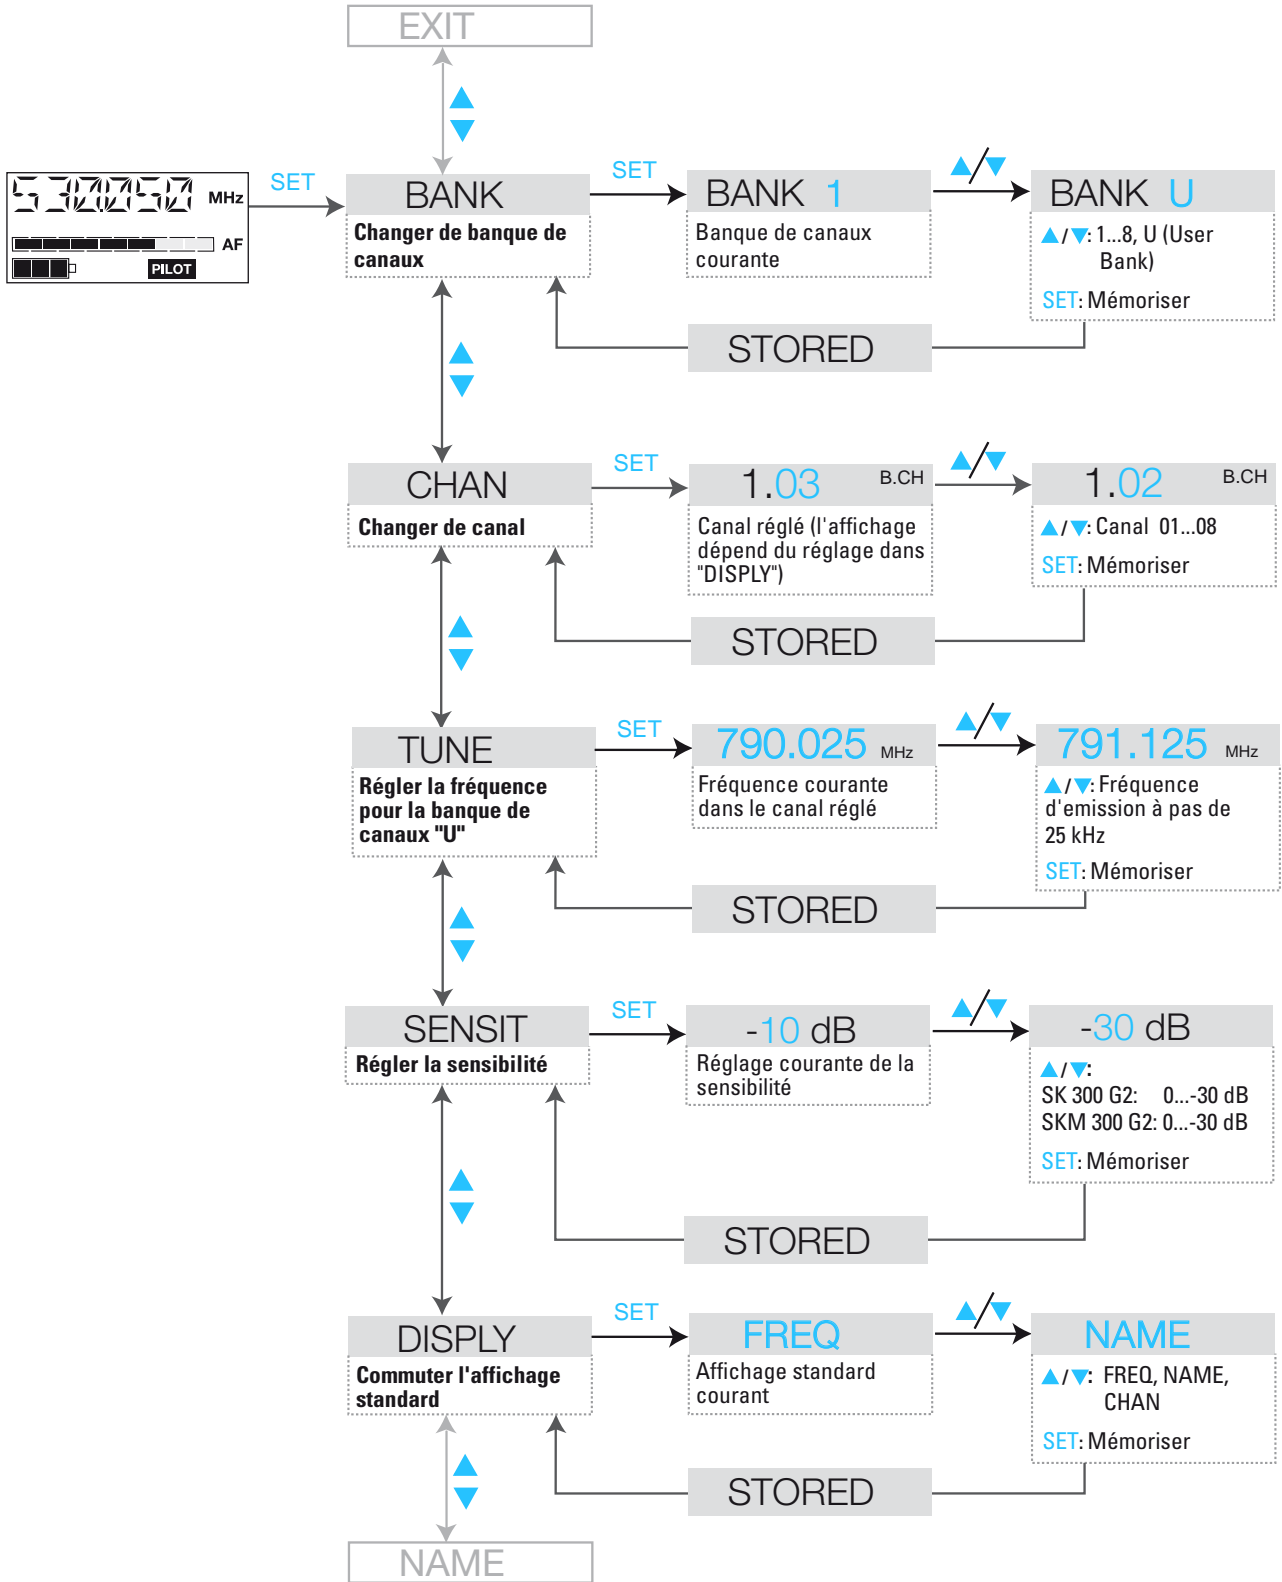 EXIT
530.050 MHz
AF
PILOT
SET
BANK
Changer de banque de
canaux
SET
BANK 1
Banque de canaux
courante
▲/▼
BANK U
▲/▼: 1...8, U (User
Bank)
SET: Mémoriser
STORED
CHAN
Changer de canal
SET
1.03 B.CH
Canal réglé (l'affichage
dépend du réglage dans
"DISPLY")
▲/▼
1.02 B.CH
▲/▼: Canal 01...08
SET: Mémoriser
STORED
TUNE
Régler la fréquence
pour la banque de
canaux "U"
SET
790.025 MHz
Fréquence courante
dans le canal réglé
▲/▼
791.125 MHz
▲/▼: Fréquence
d'emission à pas de
25 kHz
SET: Mémoriser
STORED
SENSIT
Régler la sensibilité
SET
-10 dB
Réglage courante de la
sensibilité
▲/▼
-30 dB
▲/▼:
SK 300 G2: 0...-30 dB
SKM 300 G2: 0...-30 dB
SET: Mémoriser
STORED
DISPLY
Commuter l'affichage
standard
SET
FREQ
Affichage standard
courant
▲/▼
NAME
▲/▼: FREQ, NAME,
CHAN
SET: Mémoriser
STORED
NAME